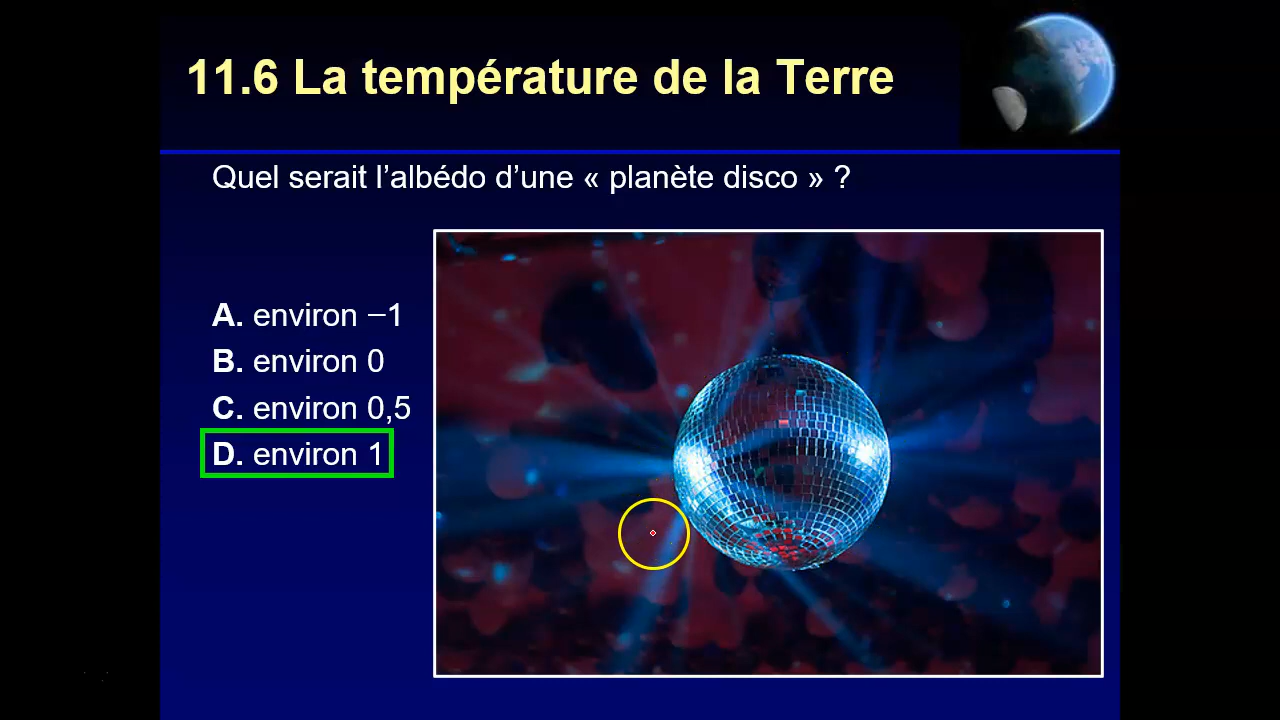 11.6 La température de la Terre
Quel serait l’albédo d’une « planète disco » ?
A. environ −1
B. environ 0
C. environ 0,5
D. environ 1